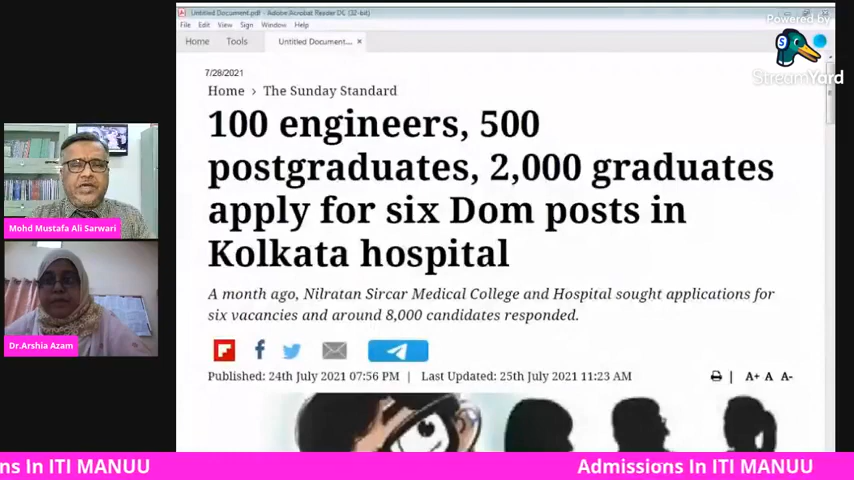 Untitled Document.pdf - Adobe Acrobat Reader DC (32-bit)
File Edit View Sign Window Help
Home Tools Untitled Document... ×
Powered by
StreamYard
7/28/2021
Home › The Sunday Standard
100 engineers, 500
postgraduates, 2,000 graduates
apply for six Dom posts in
Kolkata hospital
A month ago, Nilratan Sircar Medical College and Hospital sought applications for
six vacancies and around 8,000 candidates responded.
Published: 24th July 2021 07:56 PM | Last Updated: 25th July 2021 11:23 AM | A+ A A-
Mohd Mustafa Ali Sarwari
Dr.Arshia Azam
ns In ITI MANUU Admissions In ITI MANUU